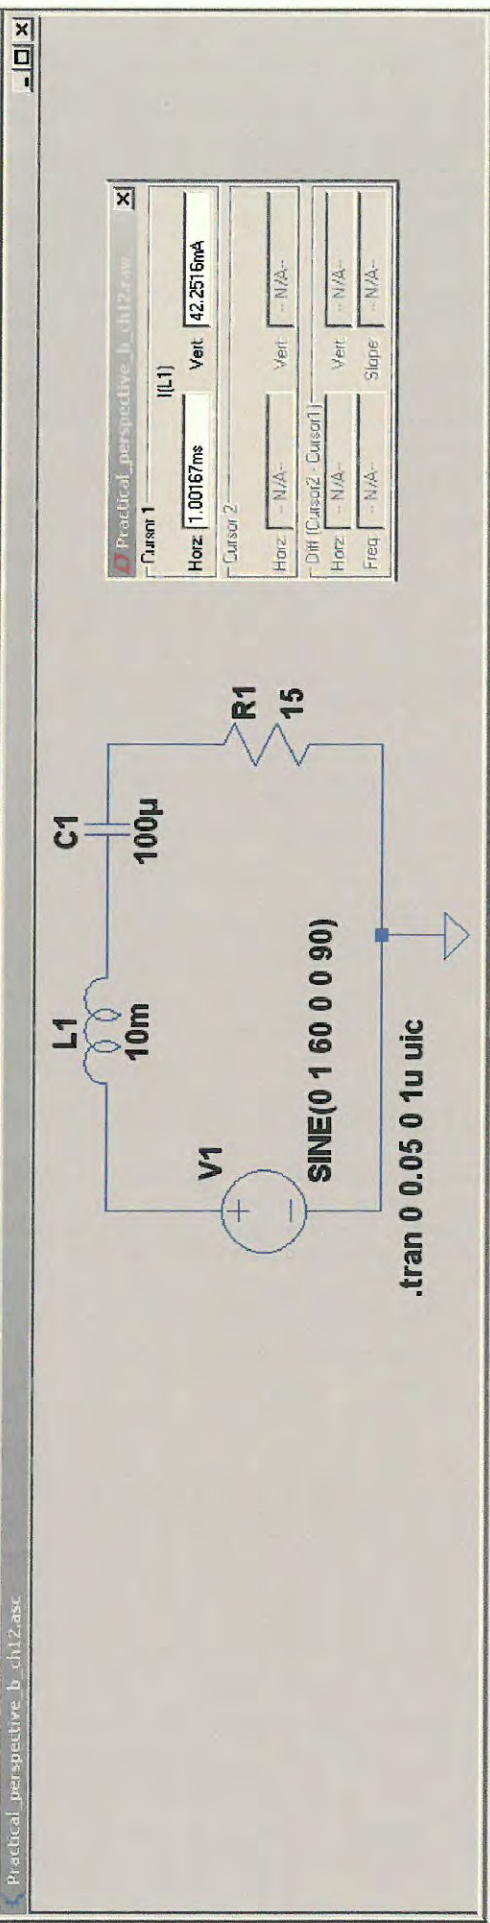 Practical_perspective_b_ch12.asc
L1
10m
C1
100µ
V1
SINE(0 1 60 0 0 90)
R1
15
.tran 0 0.05 0 1u uic
Practical_perspective_b_ch12.raw
Cursor 1
I(L1)
Horz: 1.00167ms Vert: 42.2516mA
Cursor 2
Horz: -- N/A-- Vert: -- N/A--
Diff (Cursor2 - Cursor1)
Horz: -- N/A-- Vert: -- N/A--
Freq: -- N/A-- Slope: -- N/A--